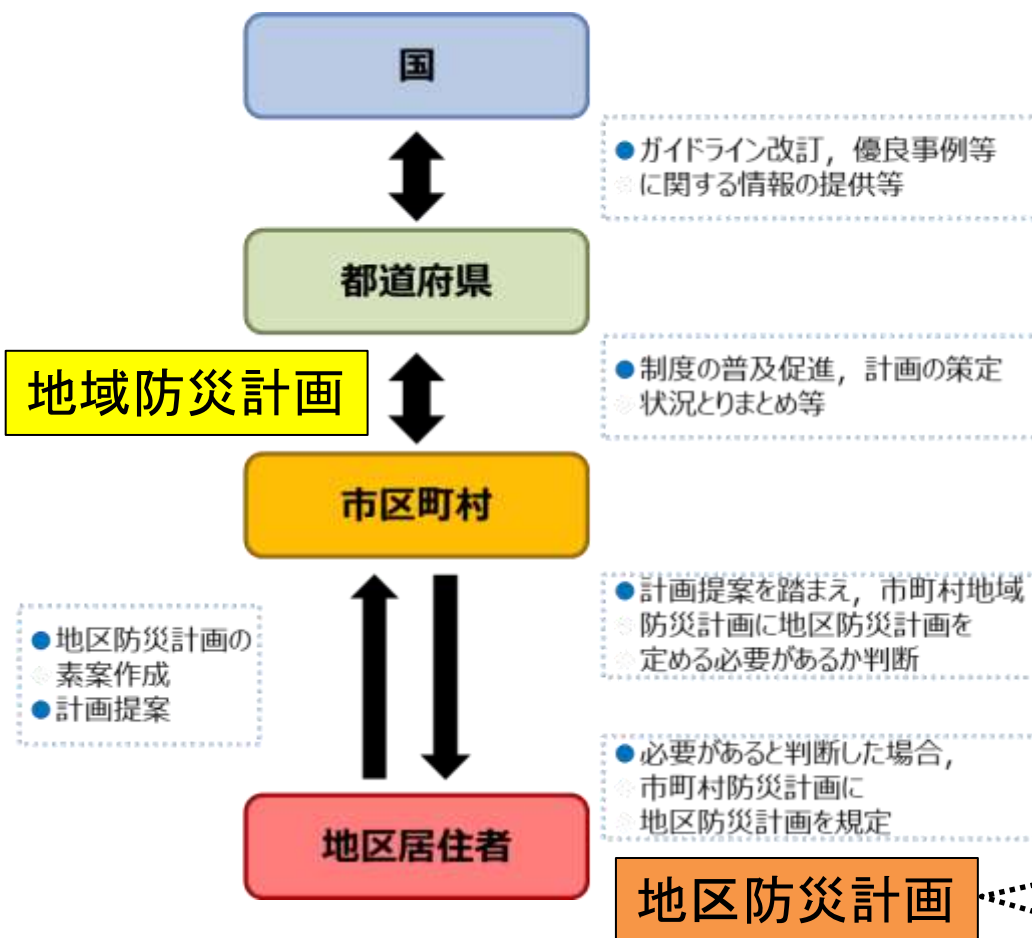 国
●ガイドライン改訂，優良事例等
に関する情報の提供等
都道府県
地域防災計画
●制度の普及促進，計画の策定
状況とりまとめ等
市区町村
●計画提案を踏まえ，市町村地域
防災計画に地区防災計画を
定める必要があるか判断
●地区防災計画の
素案作成
●計画提案
●必要があると判断した場合，
市町村防災計画に
地区防災計画を規定
地区居住者
地区防災計画